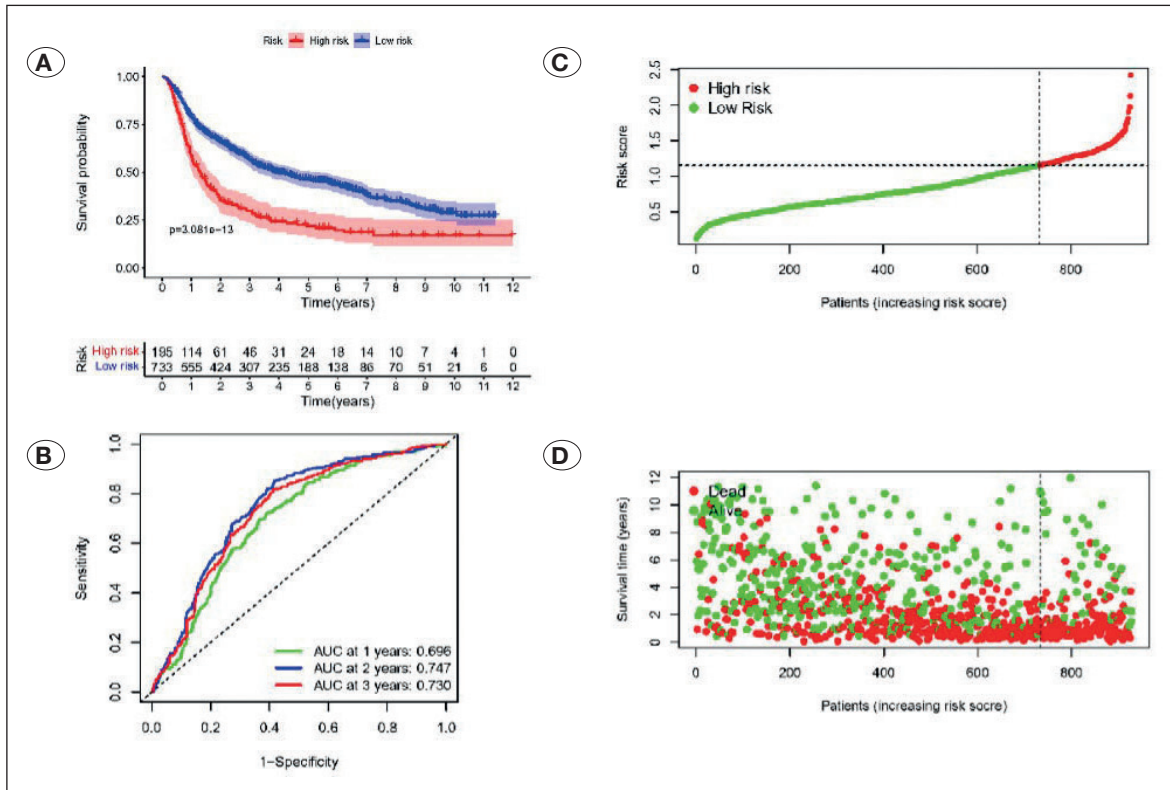 A
Risk High risk Low risk
1.00
0.75
0.50
0.25
0.00
Survival probability
p=3.081e-13
0 1 2 3 4 5 6 7 8 9 10 11 12
Time(years)
Risk
High risk 195 114 61 46 31 24 18 14 10 7 4 1 0
Low risk 733 555 424 307 235 188 138 86 70 51 21 6 0
0 1 2 3 4 5 6 7 8 9 10 11 12
Time(years)
B
1.0
0.8
0.6
0.4
0.2
0.0
Sensitivity
AUC at 1 years: 0.696
AUC at 2 years: 0.747
AUC at 3 years: 0.730
0.0 0.2 0.4 0.6 0.8 1.0
1-Specificity
C
2.5
2.0
1.5
1.0
0.5
Risk score
High risk
Low Risk
0 200 400 600 800
Patients (increasing risk socre)
D
12
10
8
6
4
2
0
Survival time (years)
Dead
Alive
0 200 400 600 800
Patients (increasing risk socre)